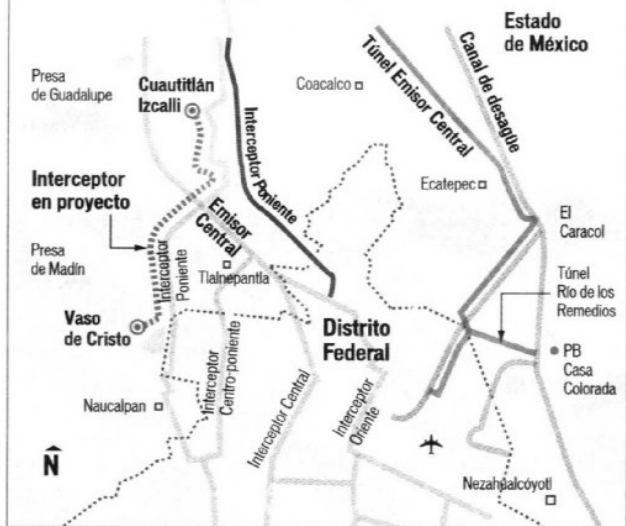 Estado
de México
Presa
de Guadalupe
Cuautitlán
Izcalli
Coacalco
Túnel Emisor Central
Canal de desagüe
Interceptor Poniente
Interceptor
en proyecto
Emisor
Central
Ecatepec
El
Caracol
Presa
de Madín
Interceptor
Poniente
Tlalnepantla
Túnel
Río de los
Remedios
Vaso
de Cristo
Distrito
Federal
PB
Casa
Colorada
Naucalpan
Interceptor
Centro-poniente
Interceptor Central
Interceptor
Oriente
N
Nezahualcóyotl